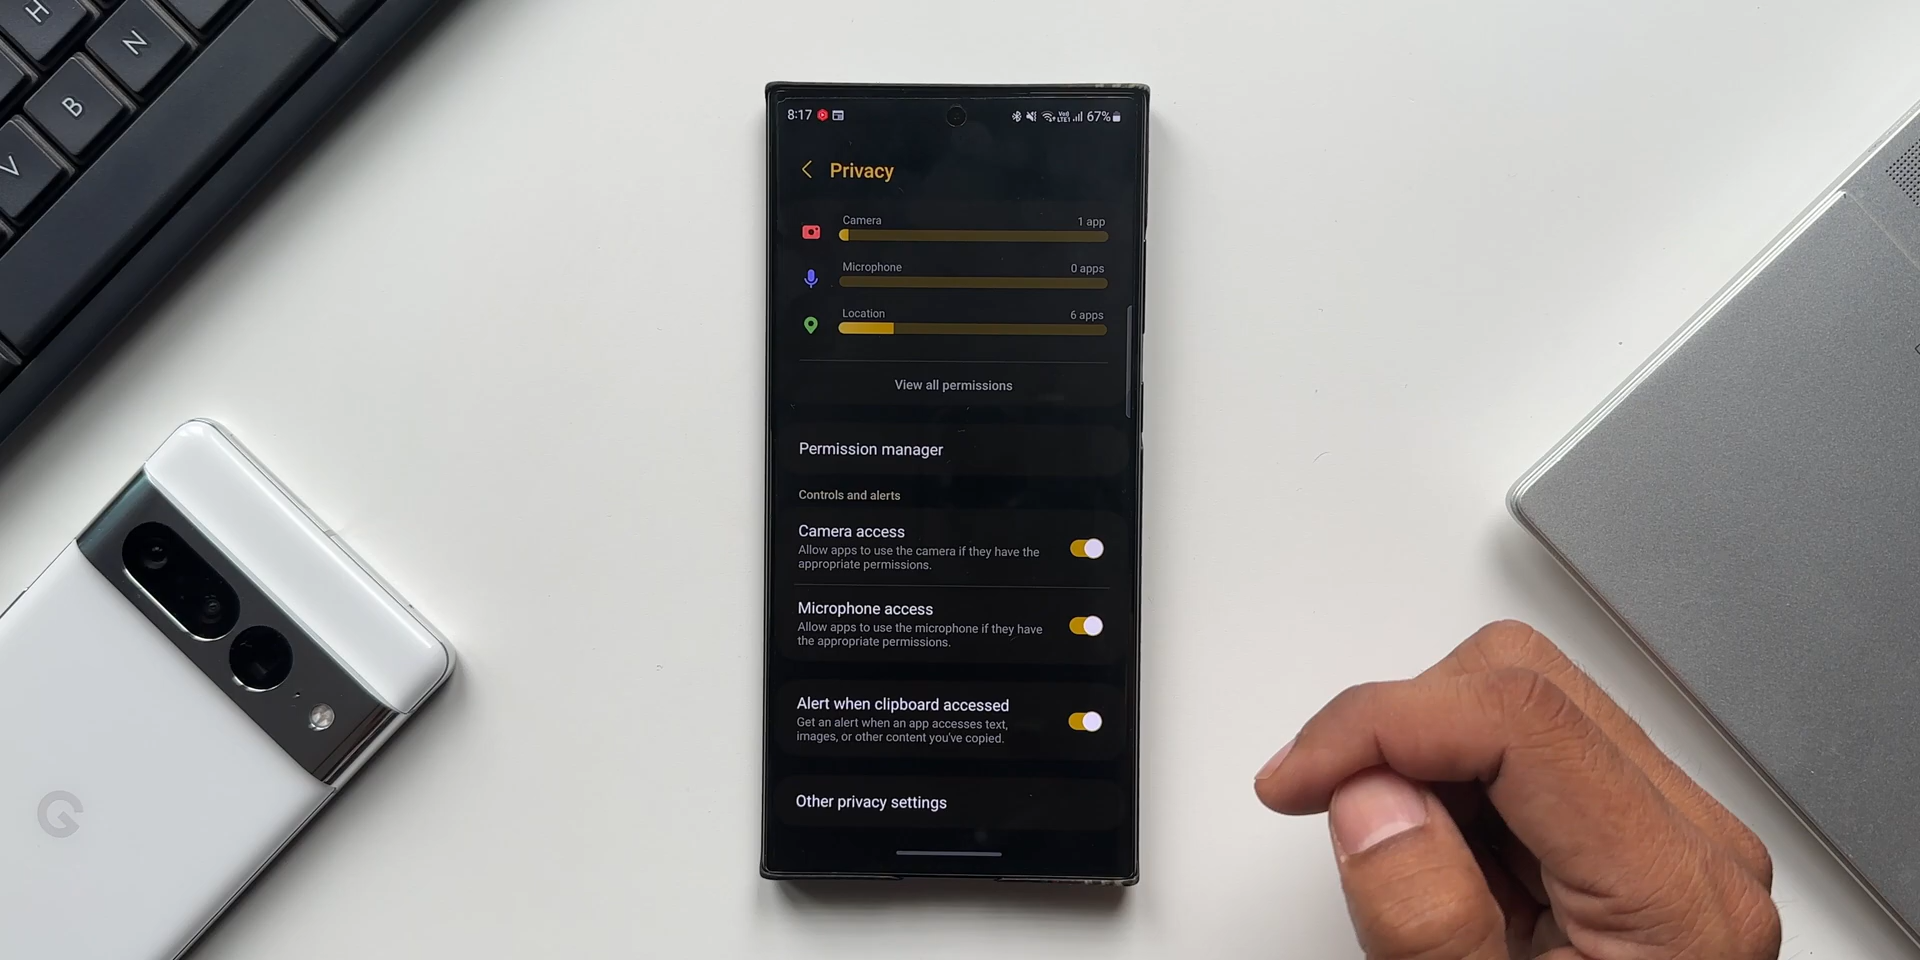 H
N
B
V
8:17
67%
Privacy
Camera
1 app
Microphone
0 apps
Location
6 apps
View all permissions
Permission manager
Controls and alerts
Camera access
Allow apps to use the camera if they have the
appropriate permissions.
Microphone access
Allow apps to use the microphone if they have
the appropriate permissions.
Alert when clipboard accessed
Get an alert when an app accesses text,
images, or other content you've copied.
Other privacy settings
G